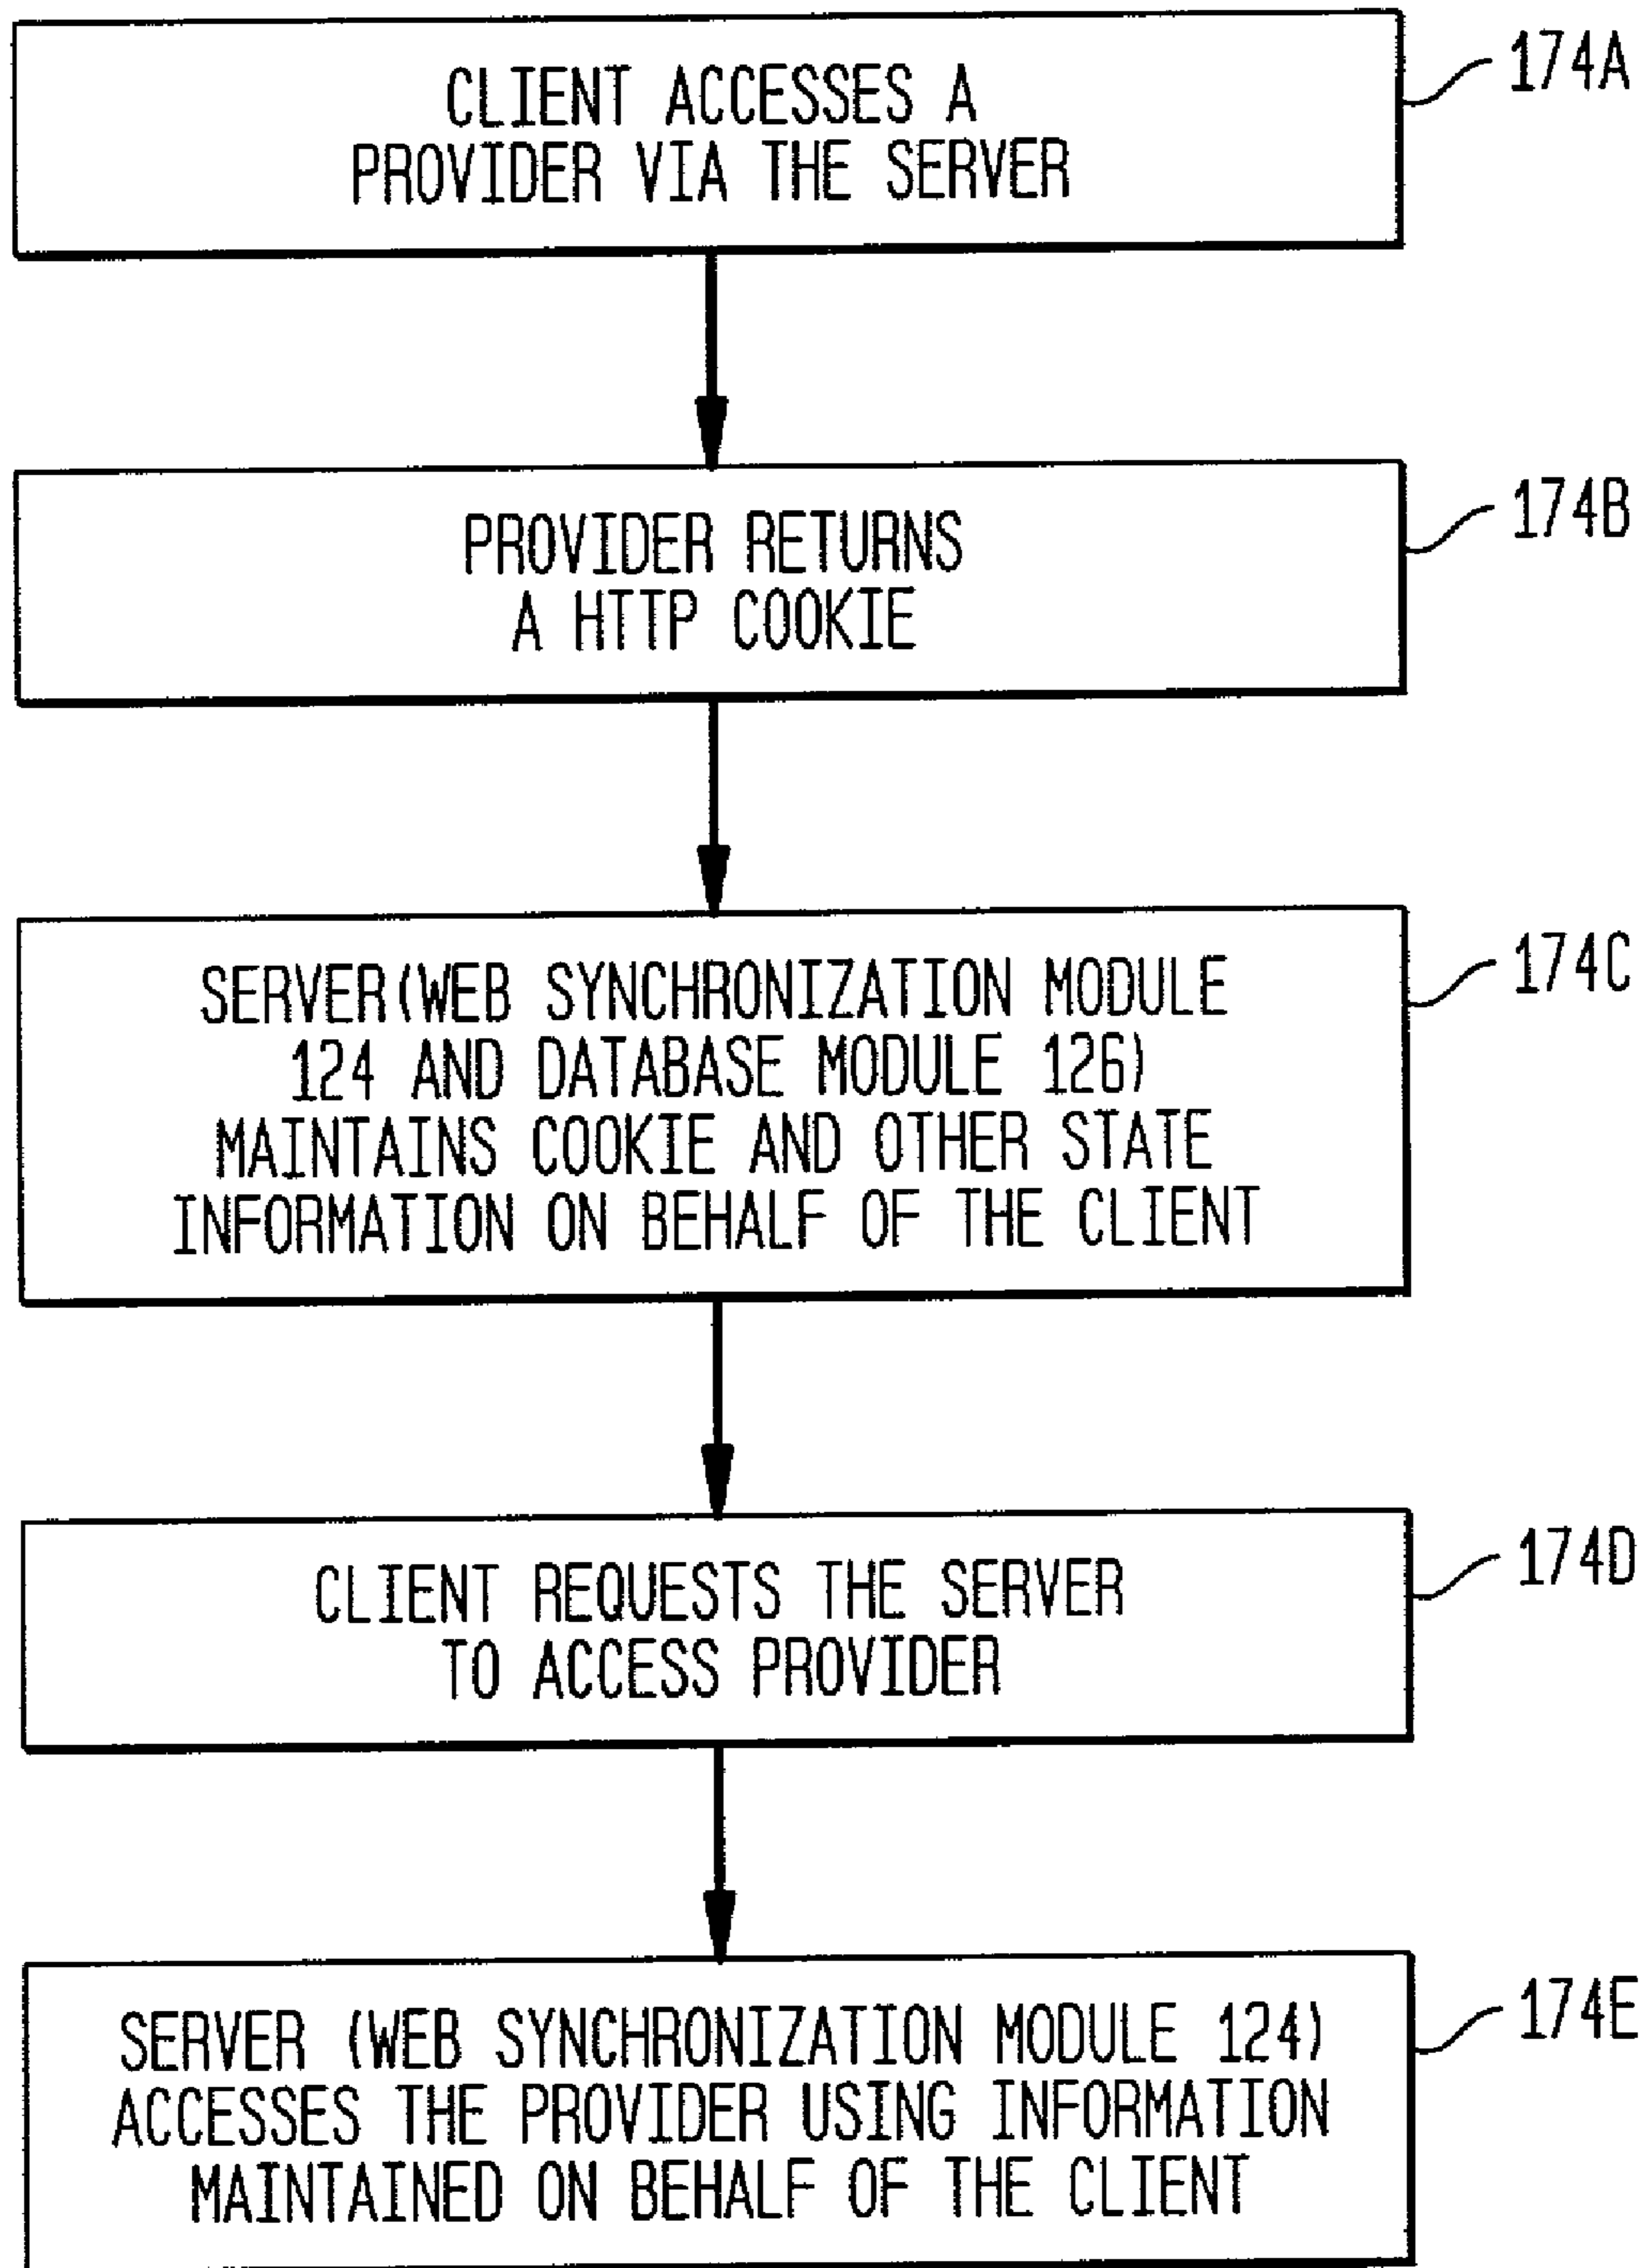 CLIENT ACCESSES A
PROVIDER VIA THE SERVER
174A
PROVIDER RETURNS
A HTTP COOKIE
174B
SERVER(WEB SYNCHRONIZATION MODULE
124 AND DATABASE MODULE 126)
MAINTAINS COOKIE AND OTHER STATE
INFORMATION ON BEHALF OF THE CLIENT
174C
CLIENT REQUESTS THE SERVER
TO ACCESS PROVIDER
174D
SERVER (WEB SYNCHRONIZATION MODULE 124)
ACCESSES THE PROVIDER USING INFORMATION
MAINTAINED ON BEHALF OF THE CLIENT
174E